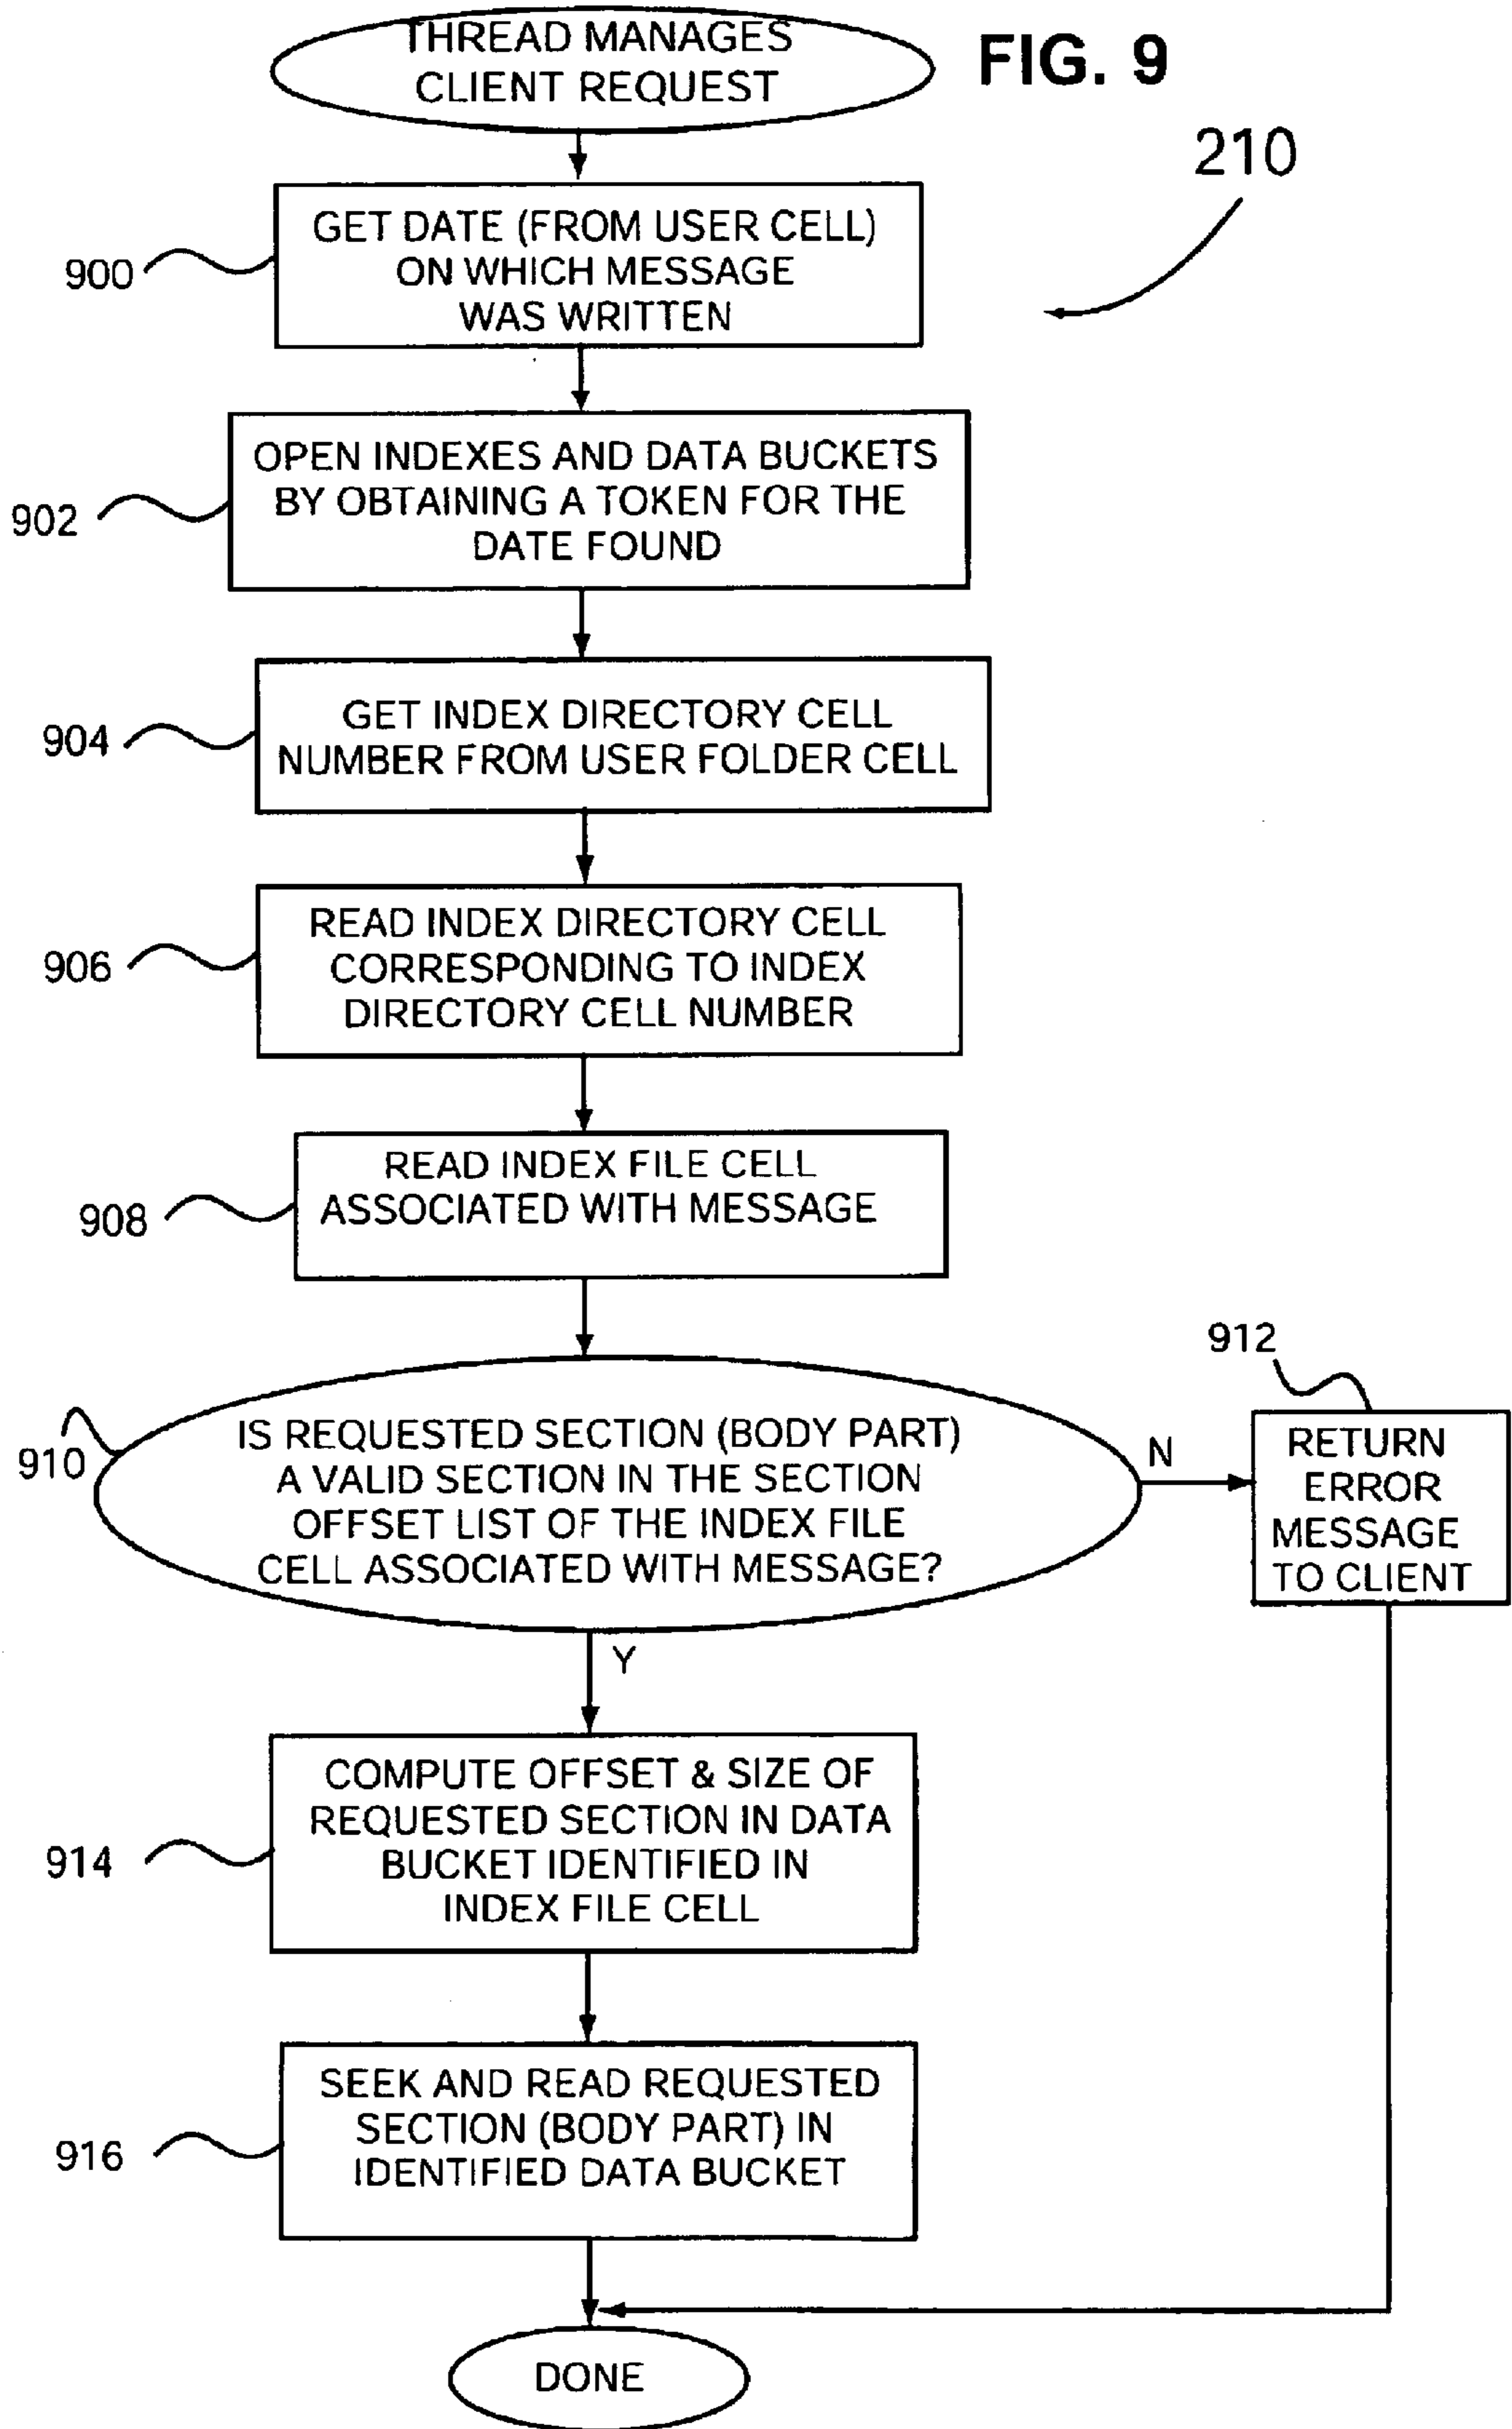 THREAD MANAGES
CLIENT REQUEST
FIG. 9
210
900
GET DATE (FROM USER CELL)
ON WHICH MESSAGE
WAS WRITTEN
902
OPEN INDEXES AND DATA BUCKETS
BY OBTAINING A TOKEN FOR THE
DATE FOUND
904
GET INDEX DIRECTORY CELL
NUMBER FROM USER FOLDER CELL
906
READ INDEX DIRECTORY CELL
CORRESPONDING TO INDEX
DIRECTORY CELL NUMBER
908
READ INDEX FILE CELL
ASSOCIATED WITH MESSAGE
910
IS REQUESTED SECTION (BODY PART)
A VALID SECTION IN THE SECTION
OFFSET LIST OF THE INDEX FILE
CELL ASSOCIATED WITH MESSAGE?
N
912
RETURN
ERROR
MESSAGE
TO CLIENT
Y
914
COMPUTE OFFSET & SIZE OF
REQUESTED SECTION IN DATA
BUCKET IDENTIFIED IN
INDEX FILE CELL
916
SEEK AND READ REQUESTED
SECTION (BODY PART) IN
IDENTIFIED DATA BUCKET
DONE